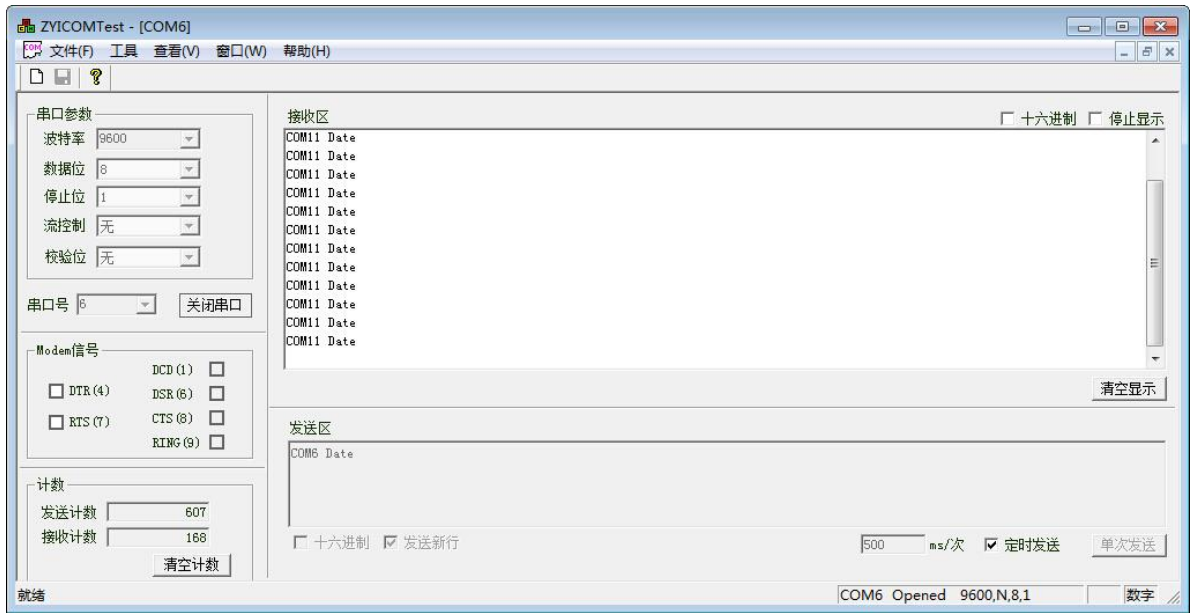 ZYICOMTest - [COM6]
文件(F) 工具 查看(V) 窗口(W) 帮助(H)
串口参数
波特率 9600
数据位 8
停止位 1
流控制 无
校验位 无
串口号 6 关闭串口
Modem信号
DCD(1)
DTR(4) DSR(6)
RTS(7) CTS(8)
RING(9)
计数
发送计数 607
接收计数 168
清空计数
接收区 十六进制 停止显示
COM11 Date
COM11 Date
COM11 Date
COM11 Date
COM11 Date
COM11 Date
COM11 Date
COM11 Date
COM11 Date
COM11 Date
COM11 Date
COM11 Date
清空显示
发送区
COM6 Date
十六进制 发送新行 500 ms/次 定时发送 单次发送
就绪 COM6 Opened 9600,N,8,1 数字